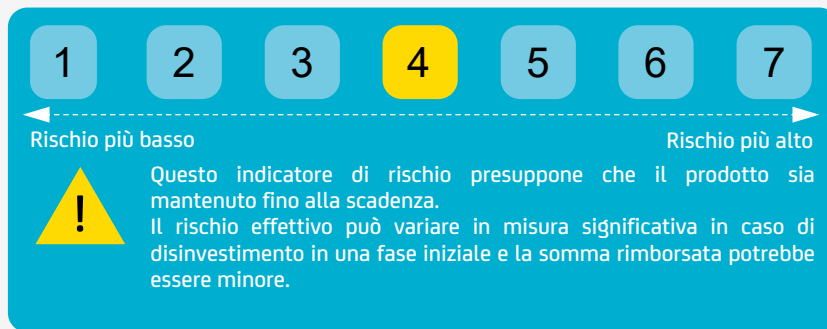 1 2 3 4 5 6 7
Rischio più basso Rischio più alto
!
Questo indicatore di rischio presuppone che il prodotto sia
mantenuto fino alla scadenza.
Il rischio effettivo può variare in misura significativa in caso di
disinvestimento in una fase iniziale e la somma rimborsata potrebbe
essere minore.